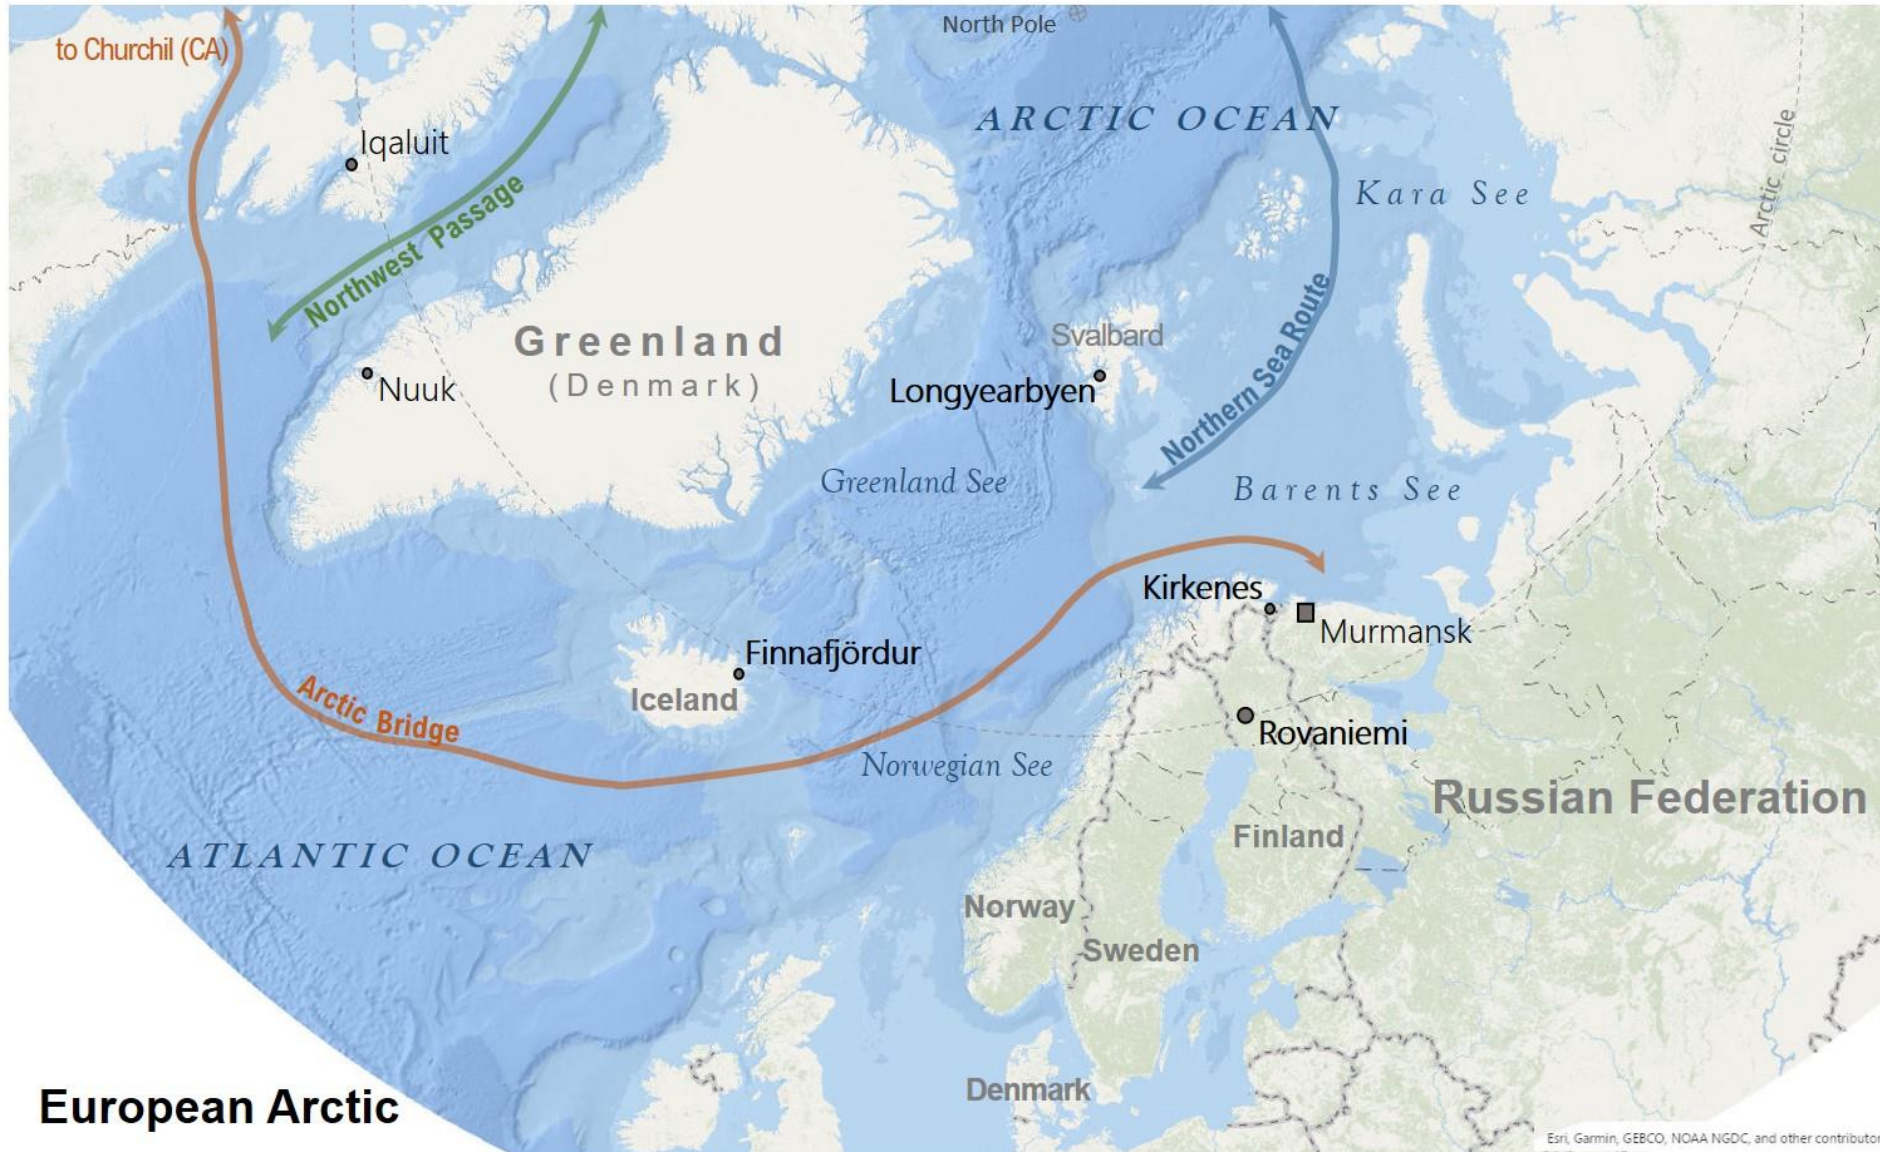 North Pole
to Churchil (CA)
ARCTIC OCEAN
Iqaluit
Arctic circle
Kara See
Northwest Passage
Northern Sea Route
Svalbard
Greenland
(Denmark)
Nuuk
Longyearbyen
Greenland See
Barents See
Kirkenes
Murmansk
Finnafjördur
Iceland
Arctic Bridge
Rovaniemi
Norwegian See
Russian Federation
Finland
ATLANTIC OCEAN
Norway
Sweden
Denmark
European Arctic
Esri, Garmin, GEBCO, NOAA NGDC, and other contributor